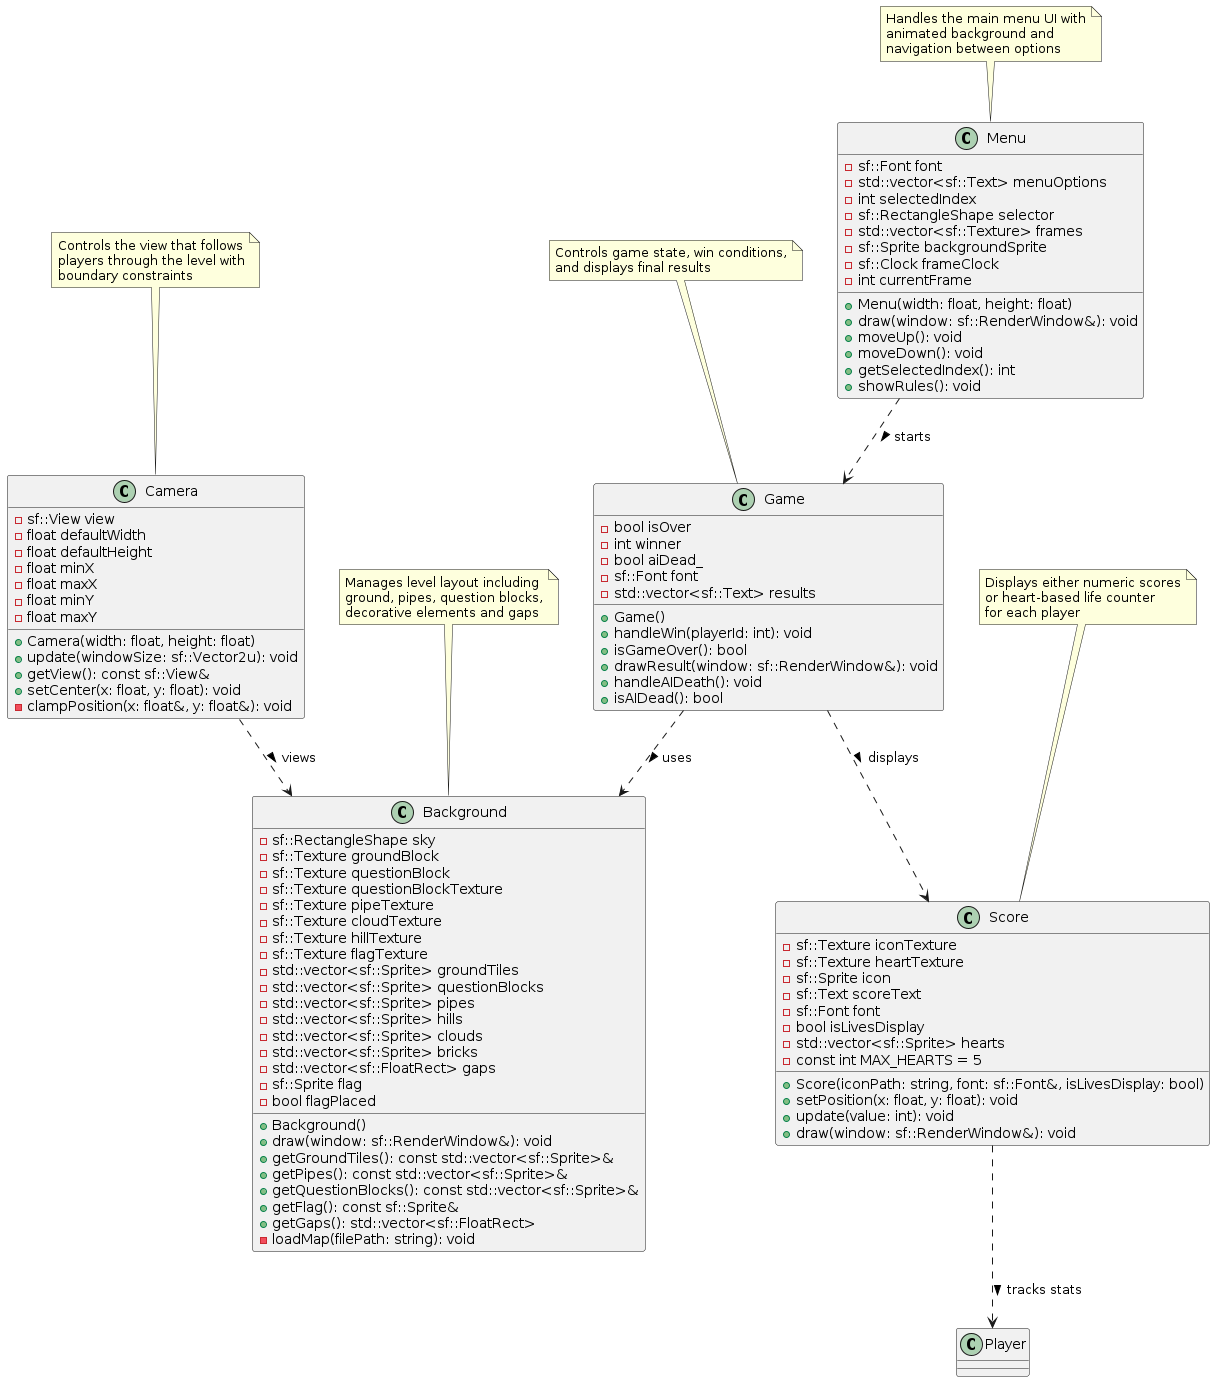 Handles the main menu UI with
animated background and
navigation between options
C Menu
sf::Font font
std::vector<sf::Text> menuOptions
int selectedIndex
sf::RectangleShape selector
std::vector<sf::Texture> frames
sf::Sprite backgroundSprite
sf::Clock frameClock
int currentFrame
Menu(width: float, height: float)
draw(window: sf::RenderWindow&): void
moveUp(): void
moveDown(): void
getSelectedIndex(): int
showRules(): void
Controls the view that follows
players through the level with
boundary constraints
Controls game state, win conditions,
and displays final results
starts
C Camera
sf::View view
float defaultWidth
float defaultHeight
float minX
float maxX
float minY
float maxY
Camera(width: float, height: float)
update(windowSize: sf::Vector2u): void
getView(): const sf::View&
setCenter(x: float, y: float): void
clampPosition(x: float&, y: float&): void
C Game
bool isOver
int winner
bool aiDead_
sf::Font font
std::vector<sf::Text> results
Game()
handleWin(playerId: int): void
isGameOver(): bool
drawResult(window: sf::RenderWindow&): void
handleAIDeath(): void
isAIDead(): bool
Manages level layout including
ground, pipes, question blocks,
decorative elements and gaps
Displays either numeric scores
or heart-based life counter
for each player
views
uses
displays
C Background
sf::RectangleShape sky
sf::Texture groundBlock
sf::Texture questionBlock
sf::Texture questionBlockTexture
sf::Texture pipeTexture
sf::Texture cloudTexture
sf::Texture hillTexture
sf::Texture flagTexture
std::vector<sf::Sprite> groundTiles
std::vector<sf::Sprite> questionBlocks
std::vector<sf::Sprite> pipes
std::vector<sf::Sprite> hills
std::vector<sf::Sprite> clouds
std::vector<sf::Sprite> bricks
std::vector<sf::FloatRect> gaps
sf::Sprite flag
bool flagPlaced
Background()
draw(window: sf::RenderWindow&): void
getGroundTiles(): const std::vector<sf::Sprite>&
getPipes(): const std::vector<sf::Sprite>&
getQuestionBlocks(): const std::vector<sf::Sprite>&
getFlag(): const sf::Sprite&
getGaps(): std::vector<sf::FloatRect>
loadMap(filePath: string): void
C Score
sf::Texture iconTexture
sf::Texture heartTexture
sf::Sprite icon
sf::Text scoreText
sf::Font font
bool isLivesDisplay
std::vector<sf::Sprite> hearts
const int MAX_HEARTS = 5
Score(iconPath: string, font: sf::Font&, isLivesDisplay: bool)
setPosition(x: float, y: float): void
update(value: int): void
draw(window: sf::RenderWindow&): void
tracks stats
C Player